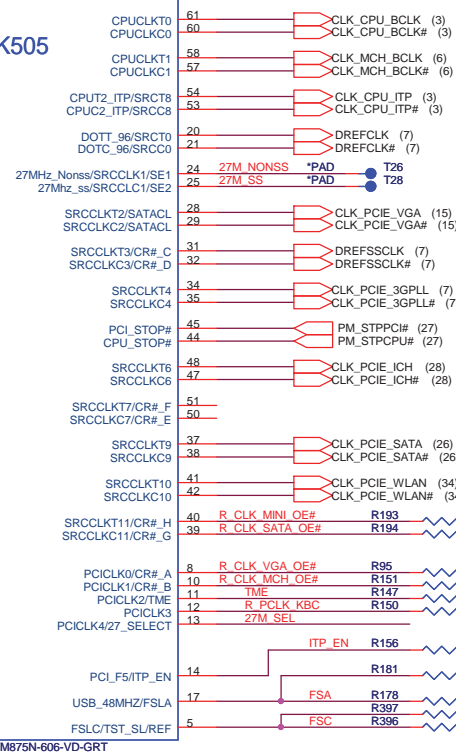 K505
CPUCLKT0 61 CLK_CPU_BCLK (3)
CPUCLKC0 60 CLK_CPU_BCLK# (3)
CPUCLKT1 58 CLK_MCH_BCLK (6)
CPUCLKC1 57 CLK_MCH_BCLK# (6)
CPUT2_ITP/SRCT8 54 CLK_CPU_ITP (3)
CPUC2_ITP/SRCC8 53 CLK_CPU_ITP# (3)
DOTT_96/SRCT0 20 DREFCLK (7)
DOTC_96/SRCC0 21 DREFCLK# (7)
27MHz_Nonss/SRCCLK1/SE1 24 27M_NONSS *PAD T26
27Mhz_ss/SRCCLC1/SE2 25 27M_SS *PAD T28
SRCCLKT2/SATACL 28 CLK_PCIE_VGA (15)
SRCCLKC2/SATACL 29 CLK_PCIE_VGA# (15)
SRCCLKT3/CR#_C 31 DREFSSCLK (7)
SRCCLKC3/CR#_D 32 DREFSSCLK# (7)
SRCCLKT4 34 CLK_PCIE_3GPLL (7)
SRCCLKC4 35 CLK_PCIE_3GPLL# (7
PCI_STOP# 45 PM_STPPCI# (27)
CPU_STOP# 44 PM_STPCPU# (27)
SRCCLKT6 48 CLK_PCIE_ICH (28)
SRCCLKC6 47 CLK_PCIE_ICH# (28)
SRCCLKT7/CR#_F 51
SRCCLKC7/CR#_E 50
SRCCLKT9 37 CLK_PCIE_SATA (26)
SRCCLKC9 38 CLK_PCIE_SATA# (26
SRCCLKT10 41 CLK_PCIE_WLAN (34)
SRCCLKC10 42 CLK_PCIE_WLAN# (34
SRCCLKT11/CR#_H 40 R_CLK_MINI_OE# R193
SRCCLKC11/CR#_G 39 R_CLK_SATA_OE# R194
PCICLK0/CR#_A 8 R_CLK_VGA_OE# R95
PCICLK1/CR#_B 10 R_CLK_MCH_OE# R151
PCICLK2/TME 11 TME R147
PCICLK3 12 R_PCLK_KBC R150
PCICLK4/27_SELECT 13 27M_SEL
ITP_EN R156
PCI_F5/ITP_EN 14
R181
USB_48MHZ/FSLA 17 FSA R178
R397
FSLC/TST_SL/REF 5 FSC R396
M875N-606-VD-GRT